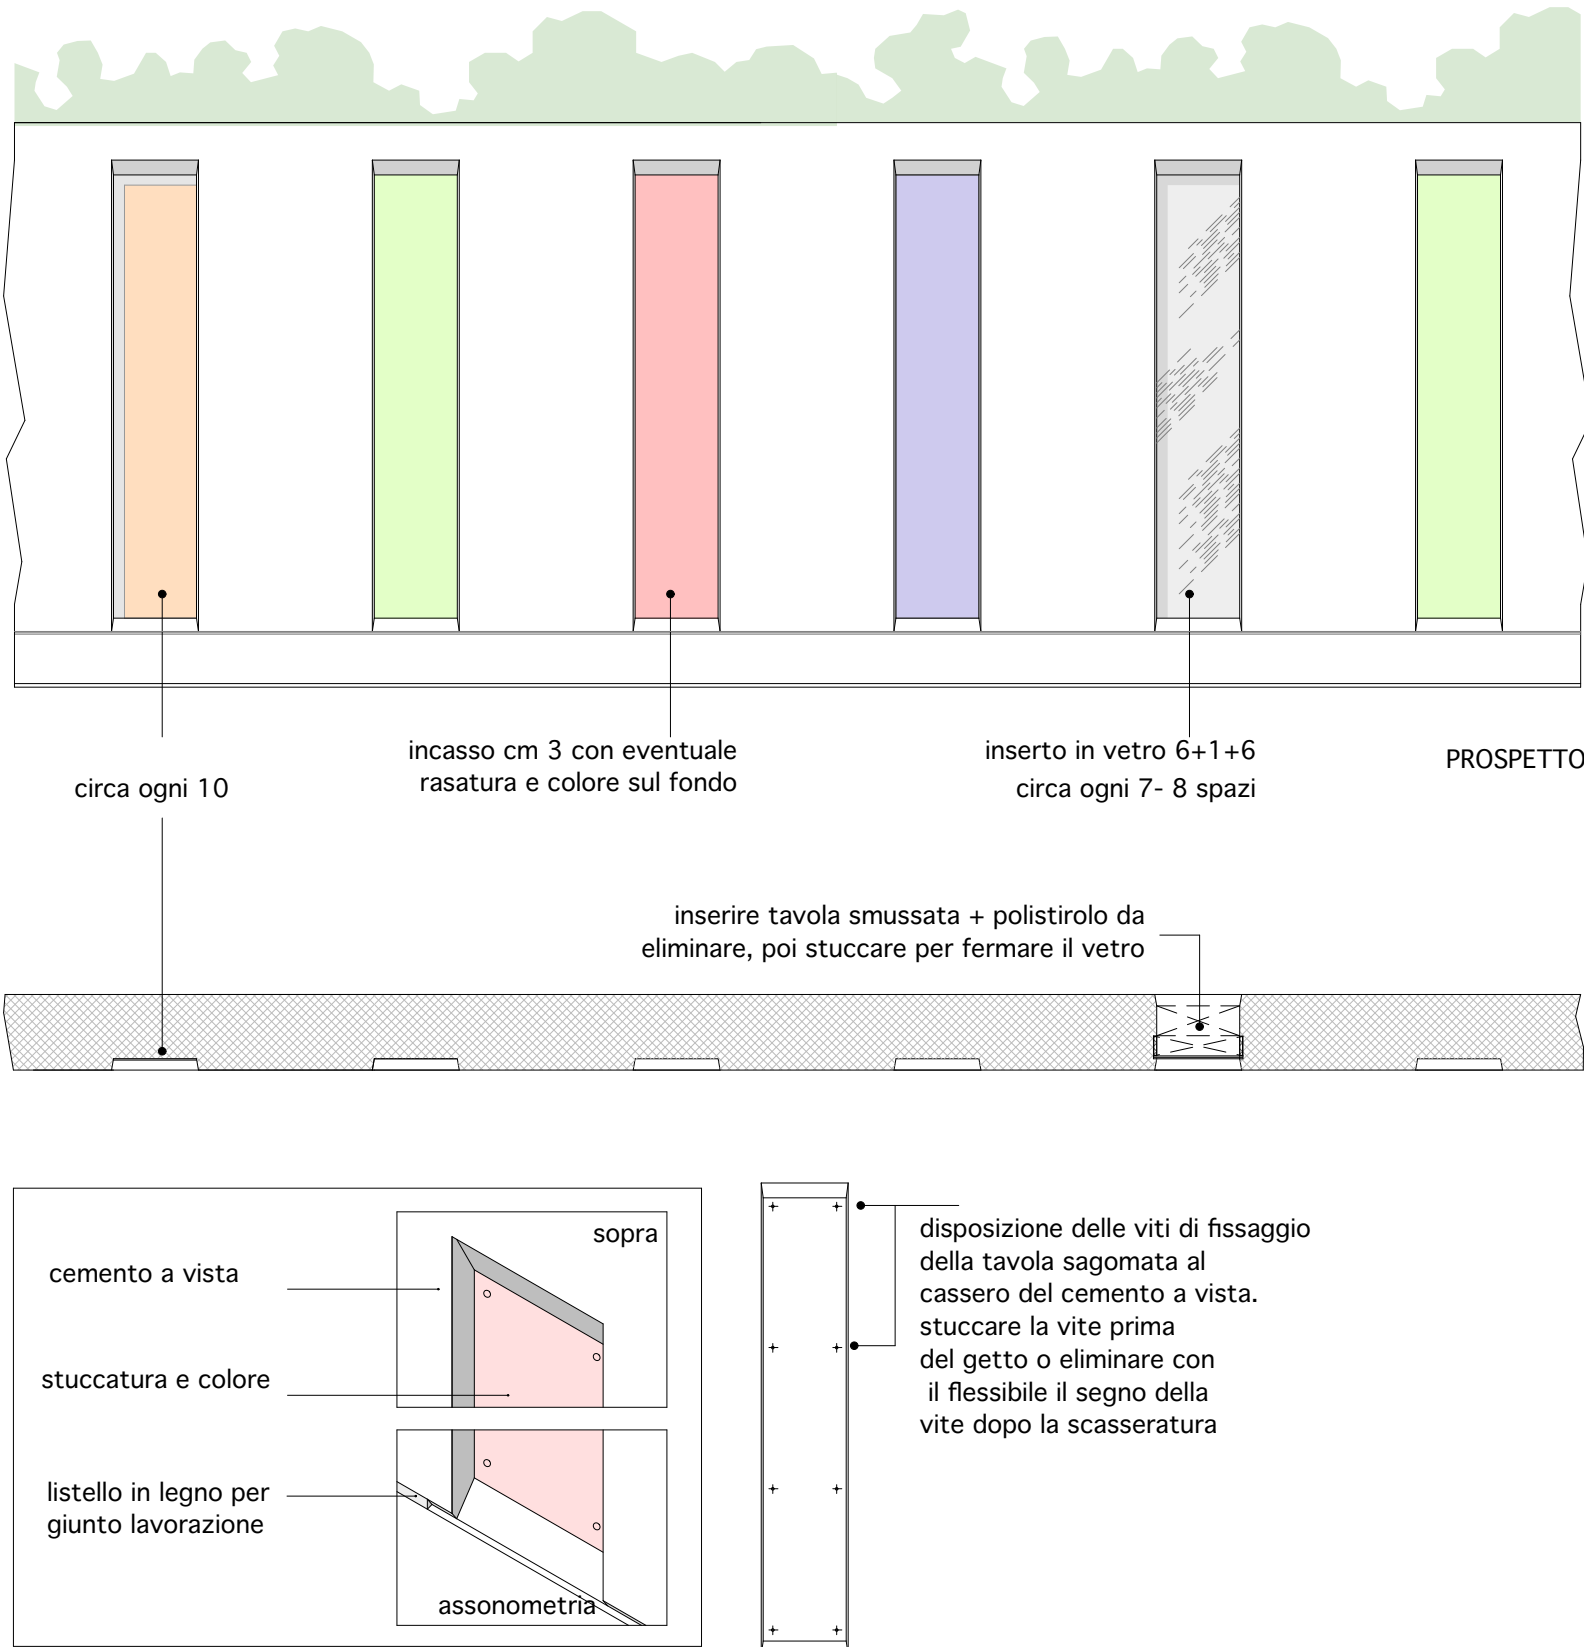 circa ogni 10
incasso cm 3 con eventuale
rasatura e colore sul fondo
inserto in vetro 6+1+6
circa ogni 7- 8 spazi
PROSPETTO
inserire tavola smussata + polistirolo da
eliminare, poi stuccare per fermare il vetro
sopra
cemento a vista
stuccatura e colore
listello in legno per
giunto lavorazione
assonometria
disposizione delle viti di fissaggio
della tavola sagomata al
cassero del cemento a vista.
stuccare la vite prima
del getto o eliminare con
il flessibile il segno della
vite dopo la scasseratura